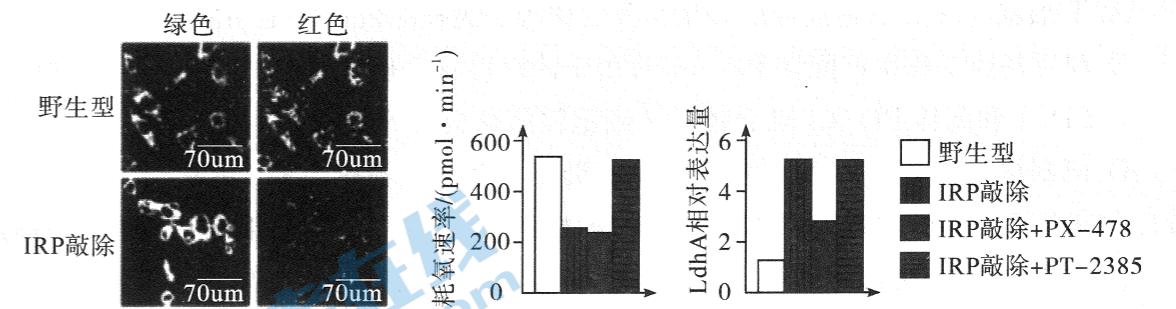 绿色 红色
野生型
70um 70um
IRP敲除
70um 70um
耗氧速率/(pmol·min⁻¹)
600
400
200
0
LdhA相对表达量
6
4
2
0
野生型
IRP敲除
IRP敲除+PX-478
IRP敲除+PT-2385
在线
om